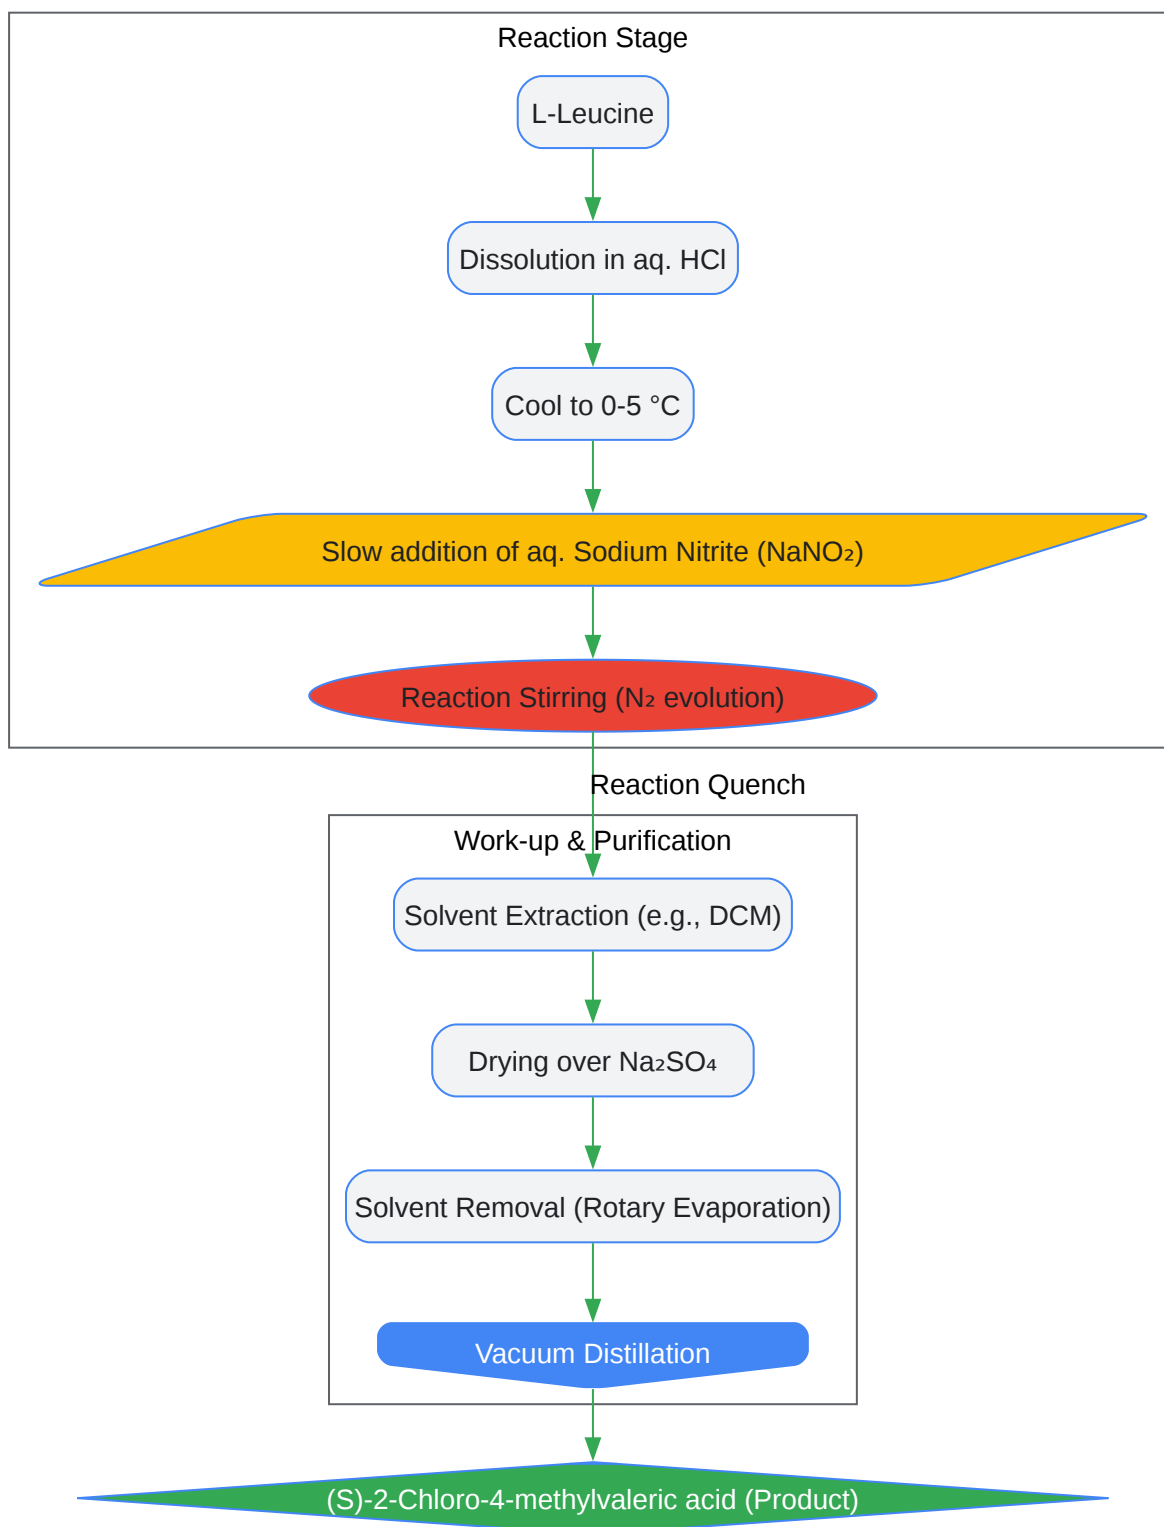 Reaction Stage
L-Leucine
Dissolution in aq. HCl
Cool to 0-5 °C
Slow addition of aq. Sodium Nitrite (NaNO₂)
Reaction Stirring (N₂ evolution)
Reaction Quench
Work-up & Purification
Solvent Extraction (e.g., DCM)
Drying over Na₂SO₄
Solvent Removal (Rotary Evaporation)
Vacuum Distillation
(S)-2-Chloro-4-methylvaleric acid (Product)